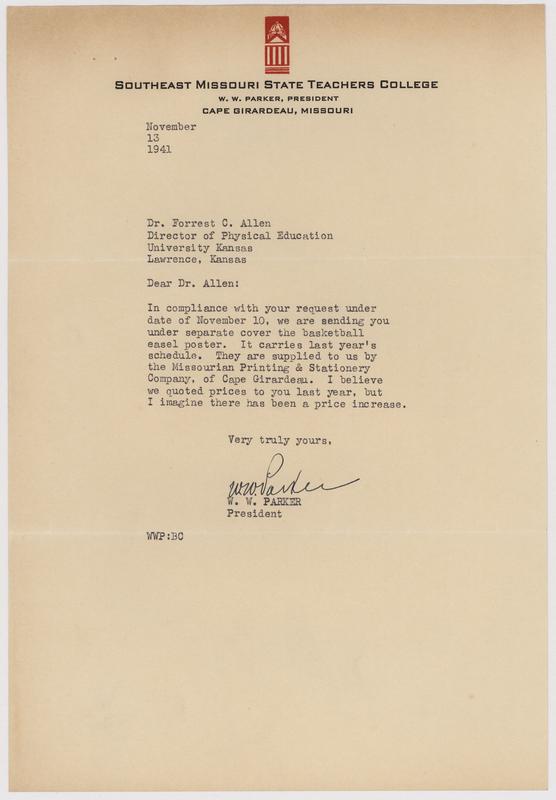 SOUTHEAST MISSOURI STATE TEACHERS COLLEGE
W. W. PARKER, PRESIDENT
CAPE GIRARDEAU, MISSOURI
November
13
1941
Dr. Forrest C. Allen
Director of Physical Education
University Kansas
Lawrence, Kansas
Dear Dr. Allen:
In compliance with your request under
date of November 10, we are sending you
under separate cover the basketball
easel poster. It carries last year's
schedule. They are supplied to us by
the Missourian Printing & Stationery
Company, of Cape Girardeau. I believe
we quoted prices to you last year, but
I imagine there has been a price increase.
Very truly yours,
W.W. Parker
W. W. PARKER
President
WWP:BC